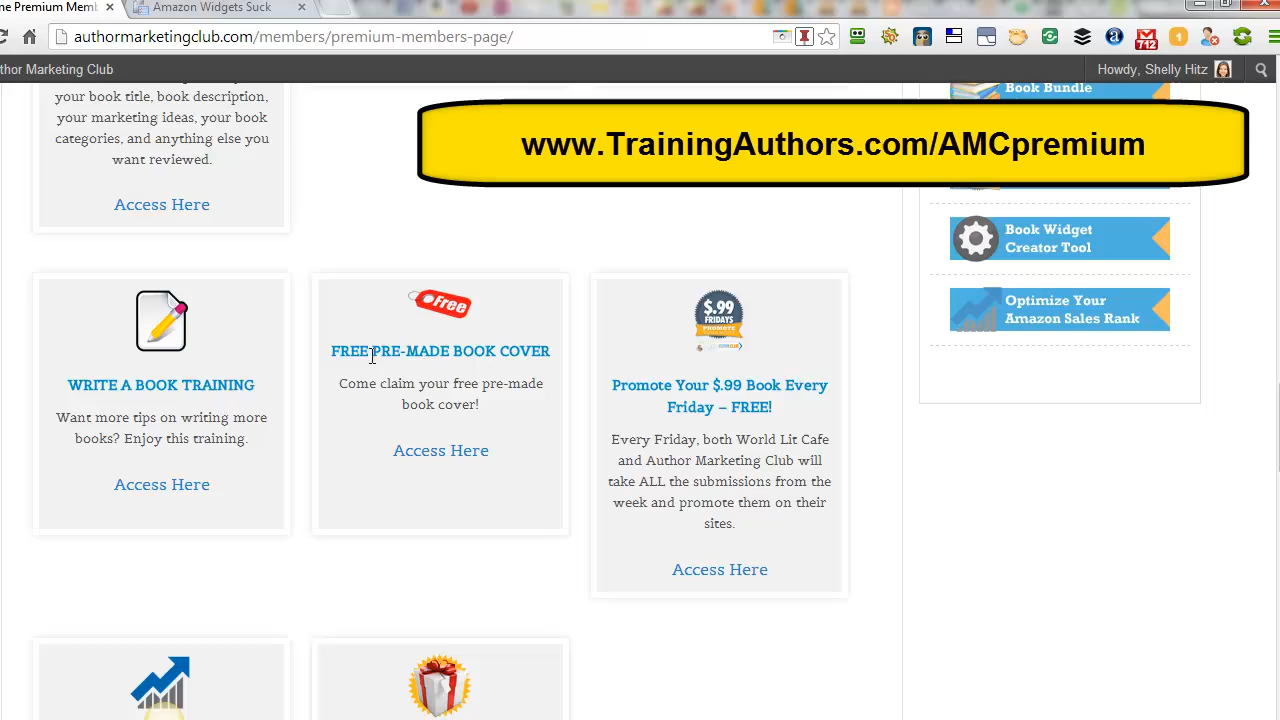 ne Premium Memb
Amazon Widgets Suck
authormarketingclub.com/members/premium-members-page/
712
thor Marketing Club
Howdy, Shelly Hitz
your book title, book description,
your marketing ideas, your book
categories, and anything else you
want reviewed.
Access Here
www.TrainingAuthors.com/AMCpremium
Book Bundle
Book Widget
Creator Tool
Optimize Your
Amazon Sales Rank
WRITE A BOOK TRAINING
Want more tips on writing more
books? Enjoy this training.
Access Here
Free
FREE PRE-MADE BOOK COVER
Come claim your free pre-made
book cover!
Access Here
$.99
FRIDAYS
PROMOTE
Promote Your $.99 Book Every
Friday – FREE!
Every Friday, both World Lit Cafe
and Author Marketing Club will
take ALL the submissions from the
week and promote them on their
sites.
Access Here